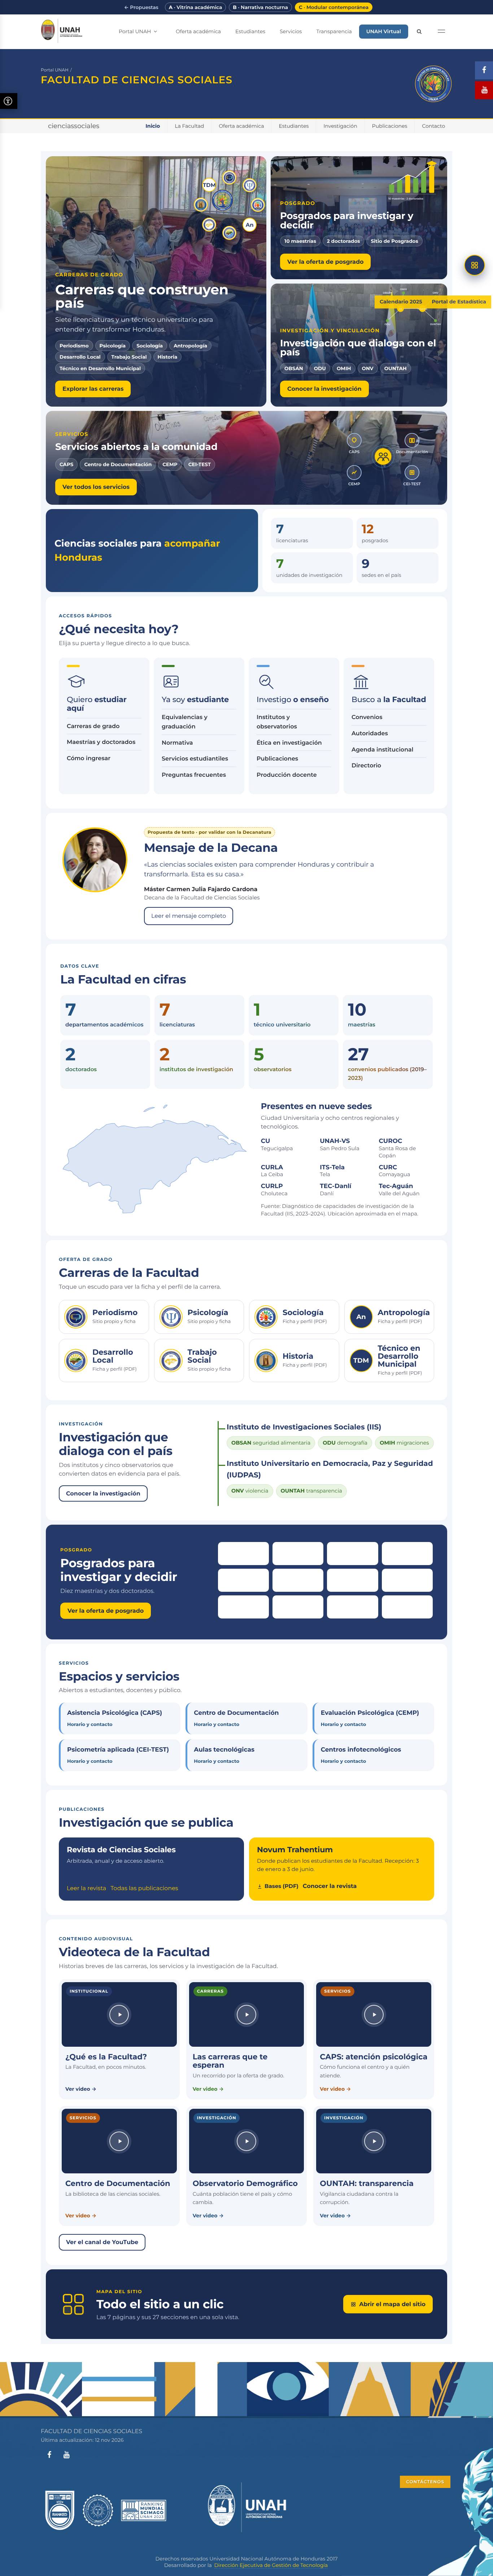 ← Propuestas
A · Vitrina académica
B · Narrativa nocturna
C · Modular contemporánea
UNAH
Portal UNAH
Oferta académica
Estudiantes
Servicios
Transparencia
UNAH Virtual
Portal UNAH /
FACULTAD DE CIENCIAS SOCIALES
cienciassociales
Inicio
La Facultad
Oferta académica
Estudiantes
Investigación
Publicaciones
Contacto
TDM
An
CARRERAS DE GRADO
Carreras que construyen
país
Siete licenciaturas y un técnico universitario para
entender y transformar Honduras.
Periodismo
Psicología
Sociología
Antropología
Desarrollo Local
Trabajo Social
Historia
Técnico en Desarrollo Municipal
Explorar las carreras
POSGRADO
Posgrados para investigar y
decidir
10 maestrías
2 doctorados
Sitio de Posgrados
Ver la oferta de posgrado
Calendario 2025
Portal de Estadística
INVESTIGACIÓN Y VINCULACIÓN
Investigación que dialoga con el
país
OBSAN
ODU
OMIH
ONV
OUNTAH
Conocer la investigación
SERVICIOS
Servicios abiertos a la comunidad
CAPS
Centro de Documentación
CEMP
CEI-TEST
Ver todos los servicios
CAPS
Documentación
CEMP
CEI-TEST
Ciencias sociales para acompañar
Honduras
7
licenciaturas
12
posgrados
7
unidades de investigación
9
sedes en el país
ACCESOS RÁPIDOS
¿Qué necesita hoy?
Elija su puerta y llegue directo a lo que busca.
Quiero estudiar
aquí
Carreras de grado
Maestrías y doctorados
Cómo ingresar
Ya soy estudiante
Equivalencias y
graduación
Normativa
Servicios estudiantiles
Preguntas frecuentes
Investigo o enseño
Institutos y
observatorios
Ética en investigación
Publicaciones
Producción docente
Busco a la Facultad
Convenios
Autoridades
Agenda institucional
Directorio
Propuesta de texto · por validar con la Decanatura
Mensaje de la Decana
«Las ciencias sociales existen para comprender Honduras y contribuir a
transformarla. Esta es su casa.»
Máster Carmen Julia Fajardo Cardona
Decana de la Facultad de Ciencias Sociales
Leer el mensaje completo
DATOS CLAVE
La Facultad en cifras
7
departamentos académicos
7
licenciaturas
1
técnico universitario
10
maestrías
2
doctorados
2
institutos de investigación
5
observatorios
27
convenios publicados (2019–
2023)
Presentes en nueve sedes
Ciudad Universitaria y ocho centros regionales y
tecnológicos.
CU
Tegucigalpa
UNAH-VS
San Pedro Sula
CUROC
Santa Rosa de
Copán
CURLA
La Ceiba
ITS-Tela
Tela
CURC
Comayagua
CURLP
Choluteca
TEC-Danlí
Danlí
Tec-Aguán
Valle del Aguán
Fuente: Diagnóstico de capacidades de investigación de la
Facultad (IIS, 2023-2024). Ubicación aproximada en el mapa.
OFERTA DE GRADO
Carreras de la Facultad
Toque un escudo para ver la ficha y el perfil de la carrera.
Periodismo
Sitio propio y ficha
Psicología
Sitio propio y ficha
Sociología
Ficha y perfil (PDF)
An
Antropología
Ficha y perfil (PDF)
Desarrollo
Local
Ficha y perfil (PDF)
Trabajo
Social
Sitio propio y ficha
Historia
Ficha y perfil (PDF)
TDM
Técnico en
Desarrollo
Municipal
Ficha y perfil (PDF)
INVESTIGACIÓN
Investigación que
dialoga con el país
Dos institutos y cinco observatorios que
convierten datos en evidencia para el país.
Conocer la investigación
Instituto de Investigaciones Sociales (IIS)
OBSAN seguridad alimentaria
ODU demografía
OMIH migraciones
Instituto Universitario en Democracia, Paz y Seguridad
(IUDPAS)
ONV violencia
OUNTAH transparencia
POSGRADO
Posgrados para
investigar y decidir
Diez maestrías y dos doctorados.
Ver la oferta de posgrado
SERVICIOS
Espacios y servicios
Abiertos a estudiantes, docentes y público.
Asistencia Psicológica (CAPS)
Horario y contacto
Centro de Documentación
Horario y contacto
Evaluación Psicológica (CEMP)
Horario y contacto
Psicometría aplicada (CEI-TEST)
Horario y contacto
Aulas tecnológicas
Horario y contacto
Centros infotecnológicos
Horario y contacto
PUBLICACIONES
Investigación que se publica
Revista de Ciencias Sociales
Arbitrada, anual y de acceso abierto.
Leer la revista
Todas las publicaciones
Novum Trahentium
Donde publican los estudiantes de la Facultad. Recepción: 3
de enero a 3 de junio.
Bases (PDF)
Conocer la revista
CONTENIDO AUDIOVISUAL
Videoteca de la Facultad
Historias breves de las carreras, los servicios y la investigación de la Facultad.
INSTITUCIONAL
¿Qué es la Facultad?
La Facultad, en pocos minutos.
Ver video →
CARRERAS
Las carreras que te
esperan
Un recorrido por la oferta de grado.
Ver video →
SERVICIOS
CAPS: atención psicológica
Cómo funciona el centro y a quién
atiende.
Ver video →
SERVICIOS
Centro de Documentación
La biblioteca de las ciencias sociales.
Ver video →
INVESTIGACIÓN
Observatorio Demográfico
Cuánta población tiene el país y cómo
cambia.
Ver video →
INVESTIGACIÓN
OUNTAH: transparencia
Vigilancia ciudadana contra la
corrupción.
Ver video →
Ver el canal de YouTube
MAPA DEL SITIO
Todo el sitio a un clic
Las 7 páginas y sus 27 secciones en una sola vista.
Abrir el mapa del sitio
FACULTAD DE CIENCIAS SOCIALES
Última actualización: 12 nov 2026
CONTÁCTENOS
RANKING
MUNDIAL
SCIMAGO
UNAH 2023
UNAH
Derechos reservados Universidad Nacional Autónoma de Honduras 2017
Desarrollado por la Dirección Ejecutiva de Gestión de Tecnología